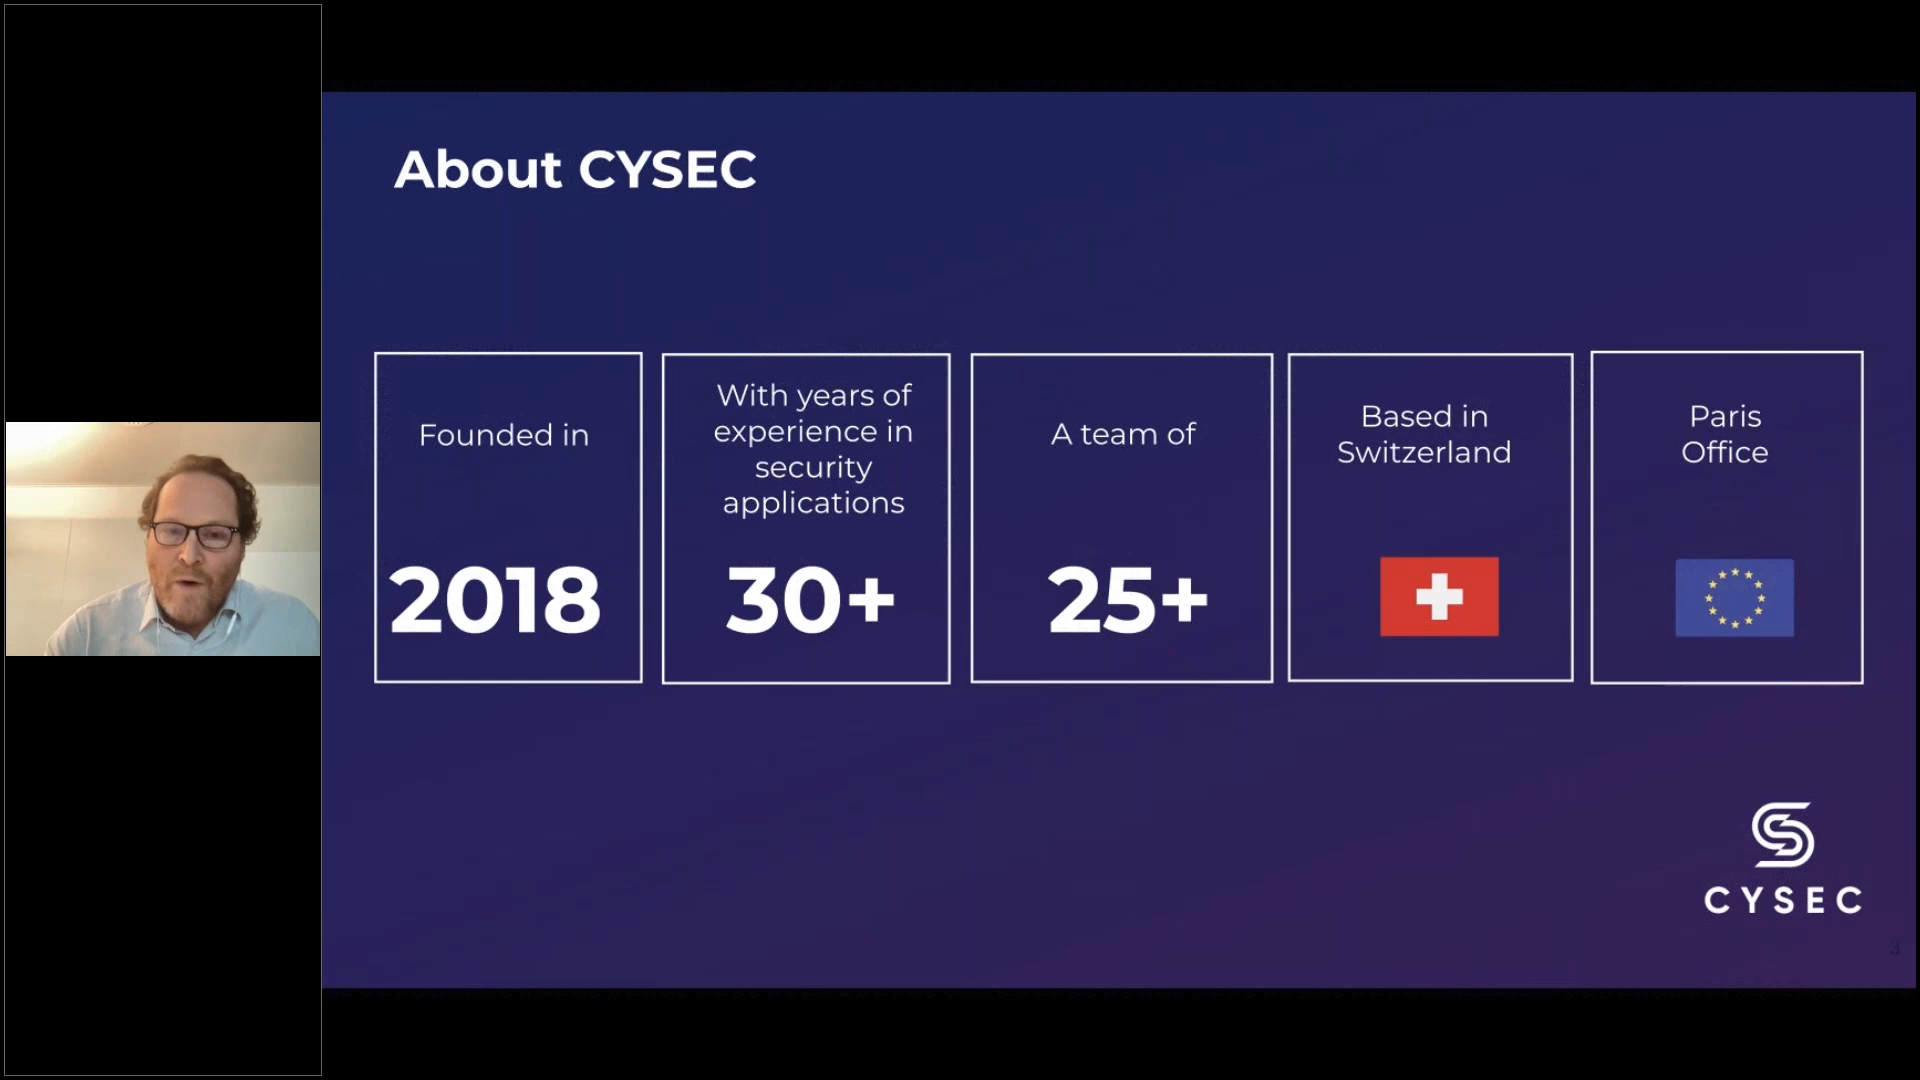 About CYSEC
Founded in
2018
With years of
experience in
security
applications
30+
A team of
25+
Based in
Switzerland
Paris
Office
CYSEC
3